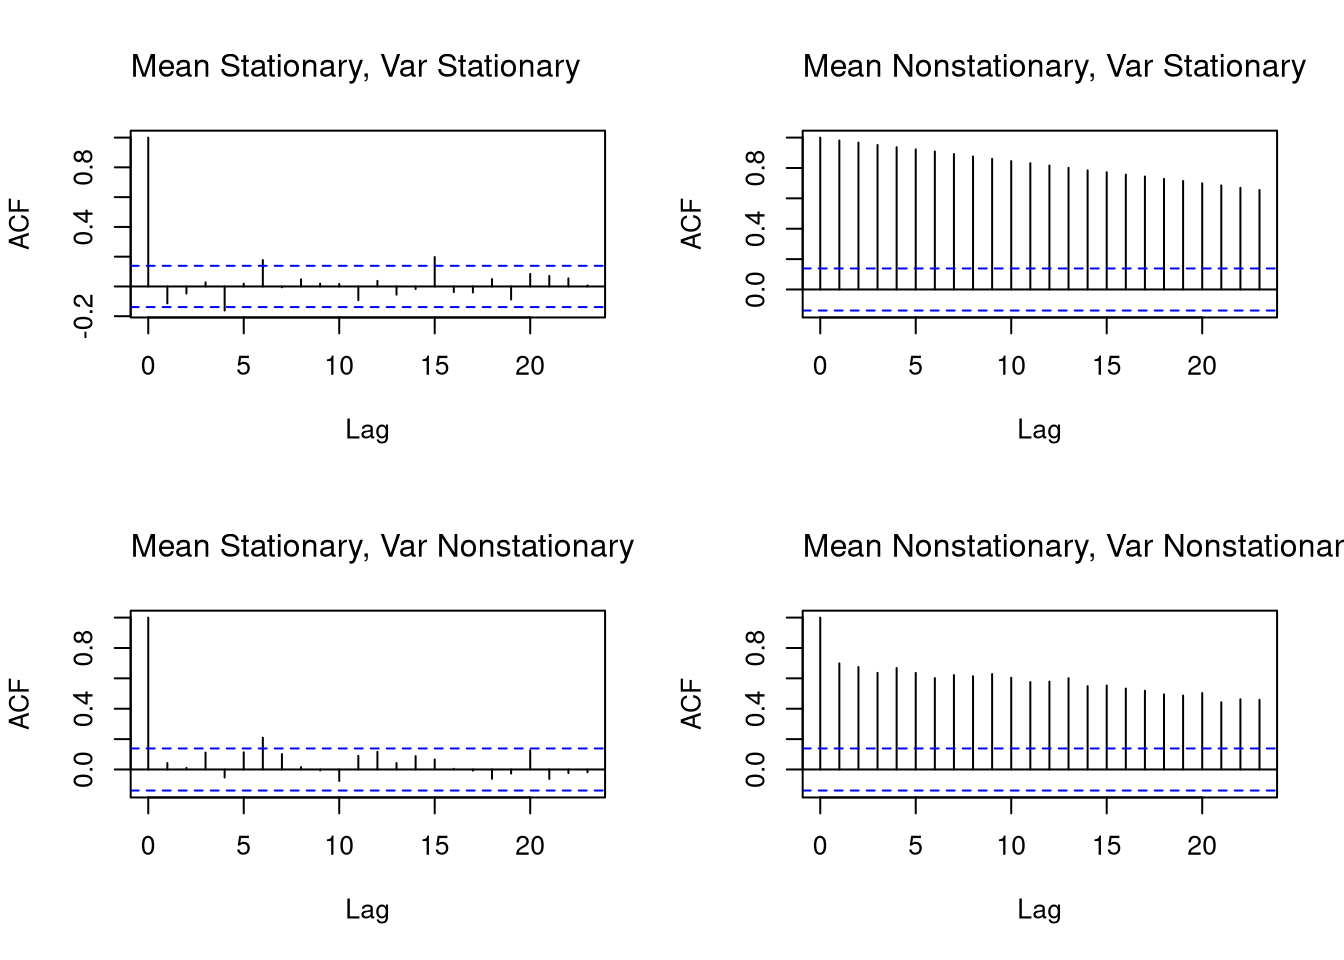 Mean Stationary, Var Stationary
ACF
-0.2
0.4
0.8
0 5 10 15 20
Lag
Mean Nonstationary, Var Stationary
ACF
0.0
0.4
0.8
0 5 10 15 20
Lag
Mean Stationary, Var Nonstationary
ACF
0.0
0.4
0.8
0 5 10 15 20
Lag
Mean Nonstationary, Var Nonstationar
ACF
0.0
0.4
0.8
0 5 10 15 20
Lag